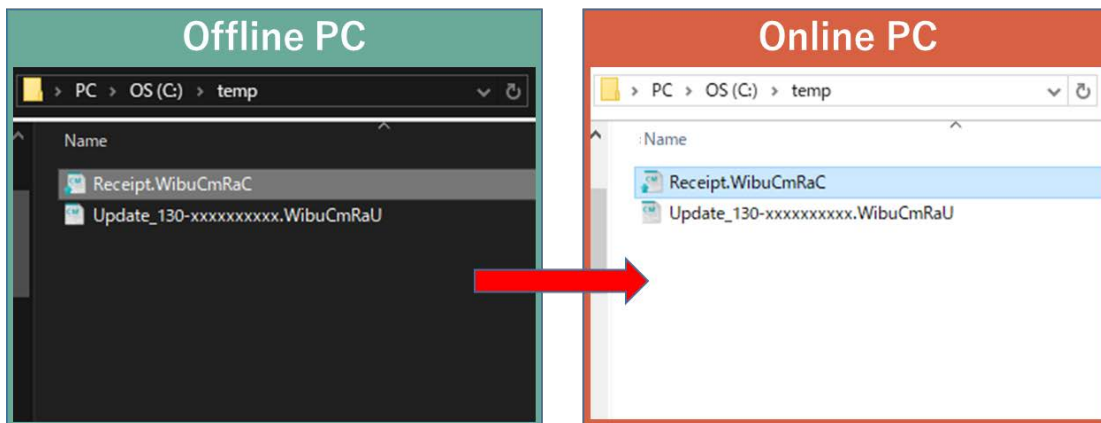 Offline PC
PC > OS (C:) > temp
Name
Receipt.WibuCmRaC
Update_130-xxxxxxxxxx.WibuCmRaU
Online PC
PC > OS (C:) > temp
Name
Receipt.WibuCmRaC
Update_130-xxxxxxxxxx.WibuCmRaU